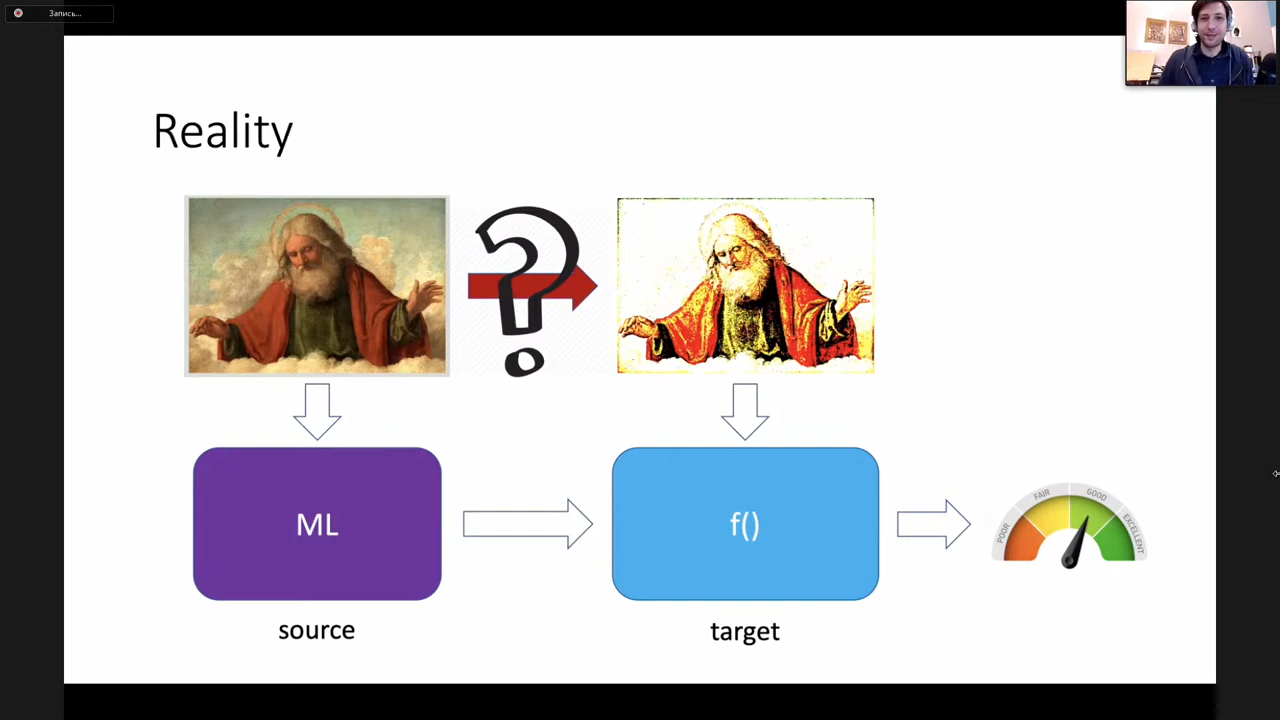 Запись...
Reality
ML
f()
POOR
FAIR
GOOD
EXCELLENT
source
target